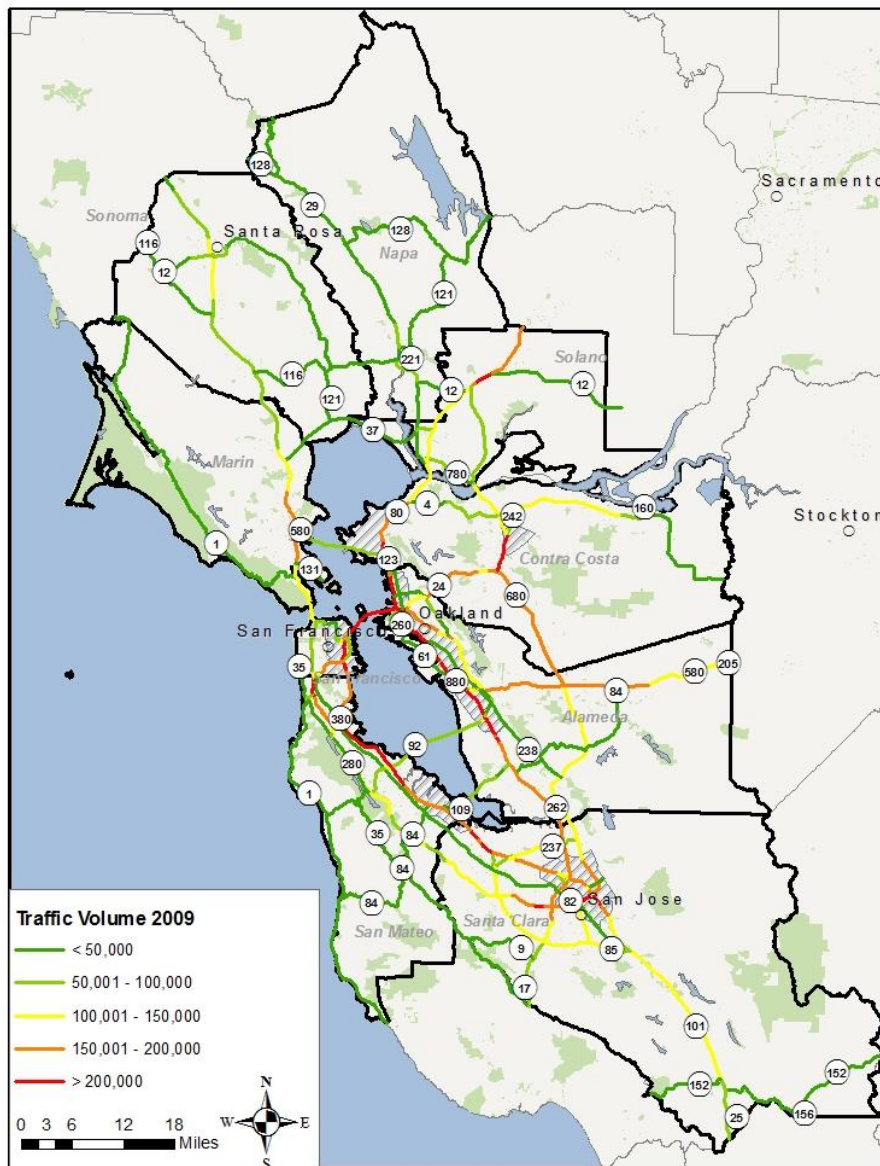 128
Sacramento
29
Sonoma
116
Santa Rosa
128
Napa
12
121
221
Solano
116
12
12
121
37
Marin
780
80
4
242
160
Stockton
580
1
123
Contra Costa
131
24
680
Oakland
260
San Francisco
61
35
San Francisco
880
580
205
84
Alameda
380
92
238
280
1
109
262
35
84
237
84
82
San Jose
84
Santa Clara
San Mateo
9
85
17
101
152
152
25
156
Traffic Volume 2009
< 50,000
50,001 - 100,000
100,001 - 150,000
150,001 - 200,000
> 200,000
N
W
E
S
0 3 6 12 18
Miles